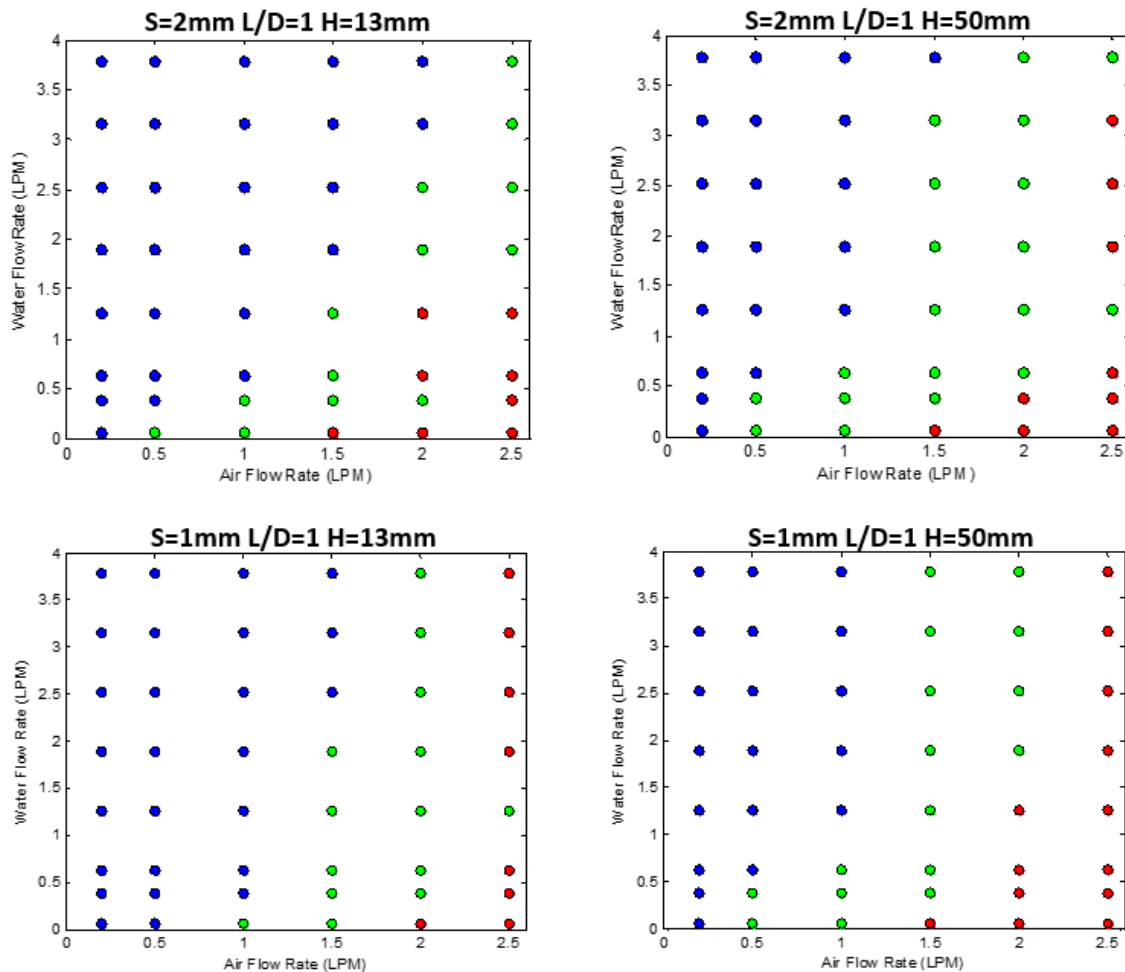 S=2mm L/D=1 H=13mm
4
3.5
3
2.5
2
1.5
1
0.5
0
Water Flow Rate (LPM)
0 0.5 1 1.5 2 2.5
Air Flow Rate (LPM)
S=2mm L/D=1 H=50mm
4
3.5
3
2.5
2
1.5
1
0.5
0
Water Flow Rate (LPM)
0 0.5 1 1.5 2 2.5
Air Flow Rate (LPM)
S=1mm L/D=1 H=13mm
4
3.5
3
2.5
2
1.5
1
0.5
0
Water Flow Rate (LPM)
0 0.5 1 1.5 2 2.5
Air Flow Rate (LPM)
S=1mm L/D=1 H=50mm
4
3.5
3
2.5
2
1.5
1
0.5
0
Water Flow Rate (LPM)
0 0.5 1 1.5 2 2.5
Air Flow Rate (LPM)